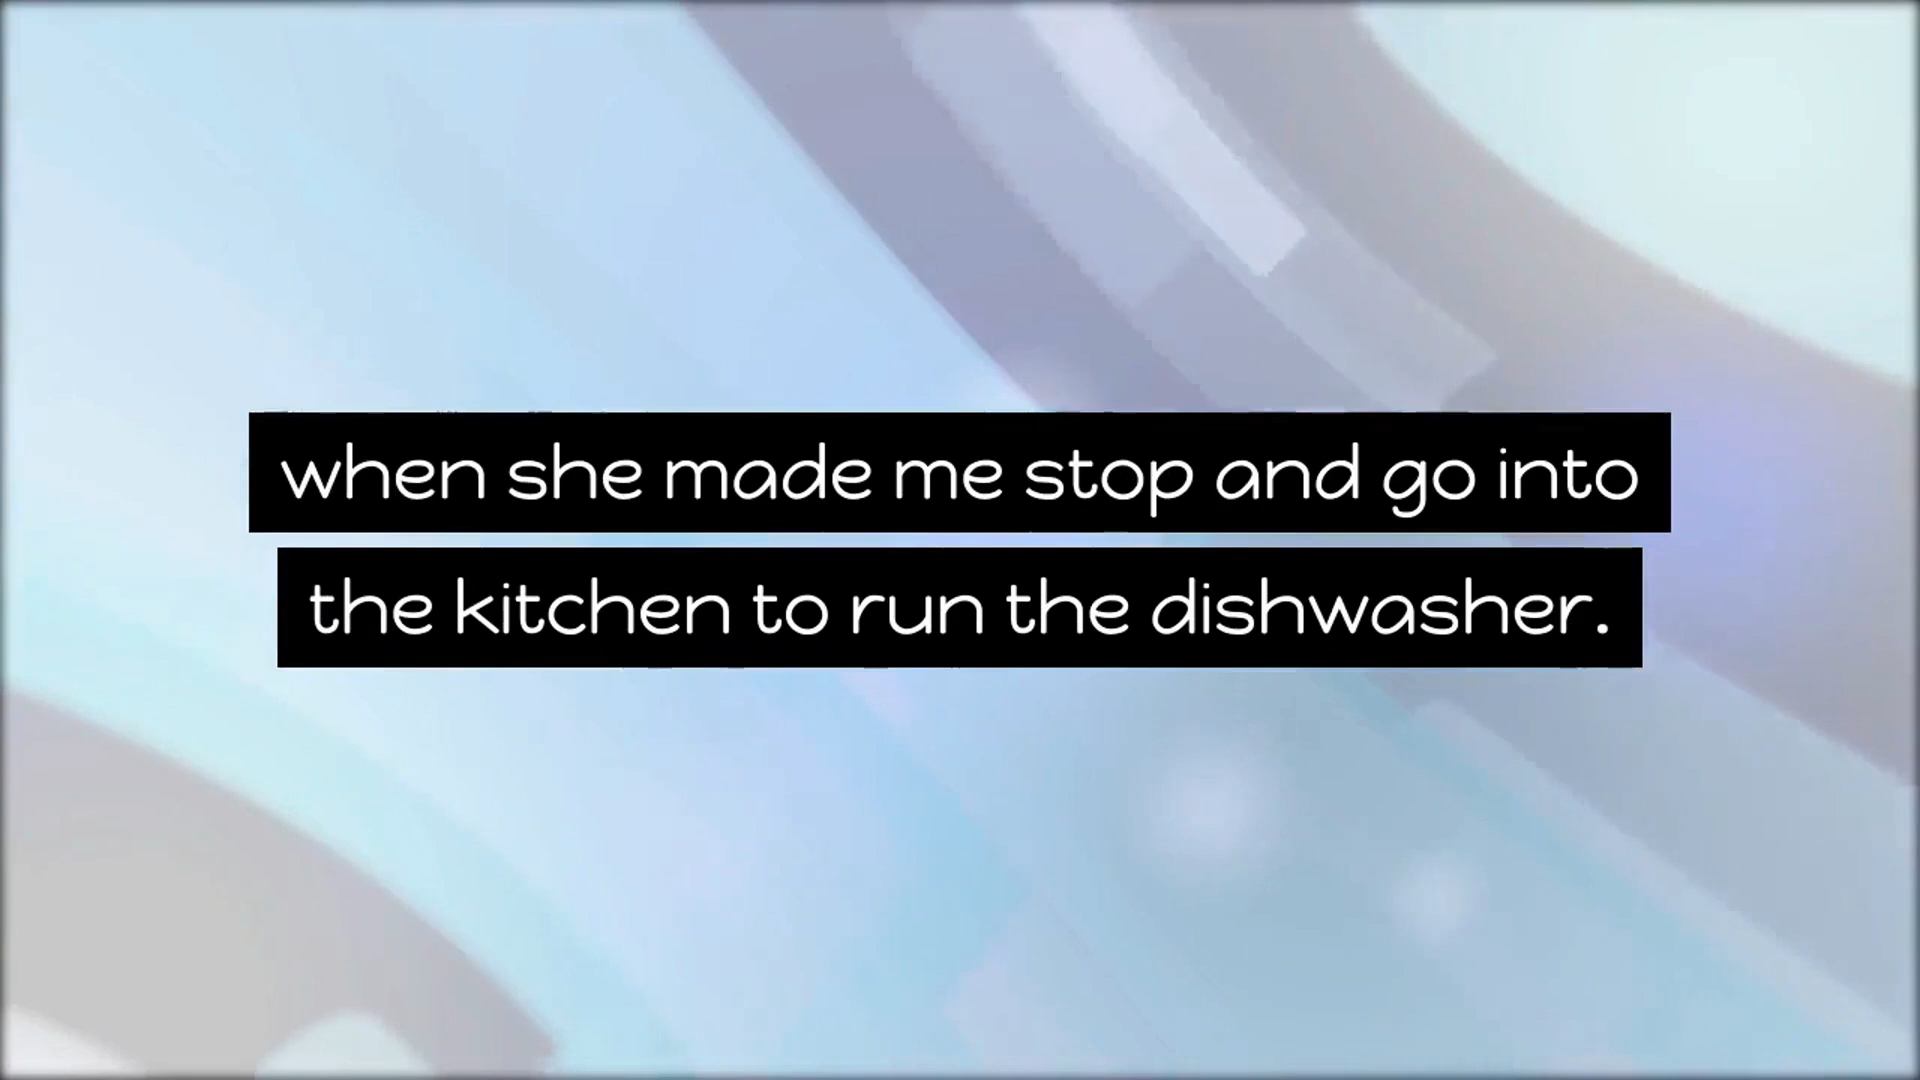 when she made me stop and go into
the kitchen to run the dishwasher.